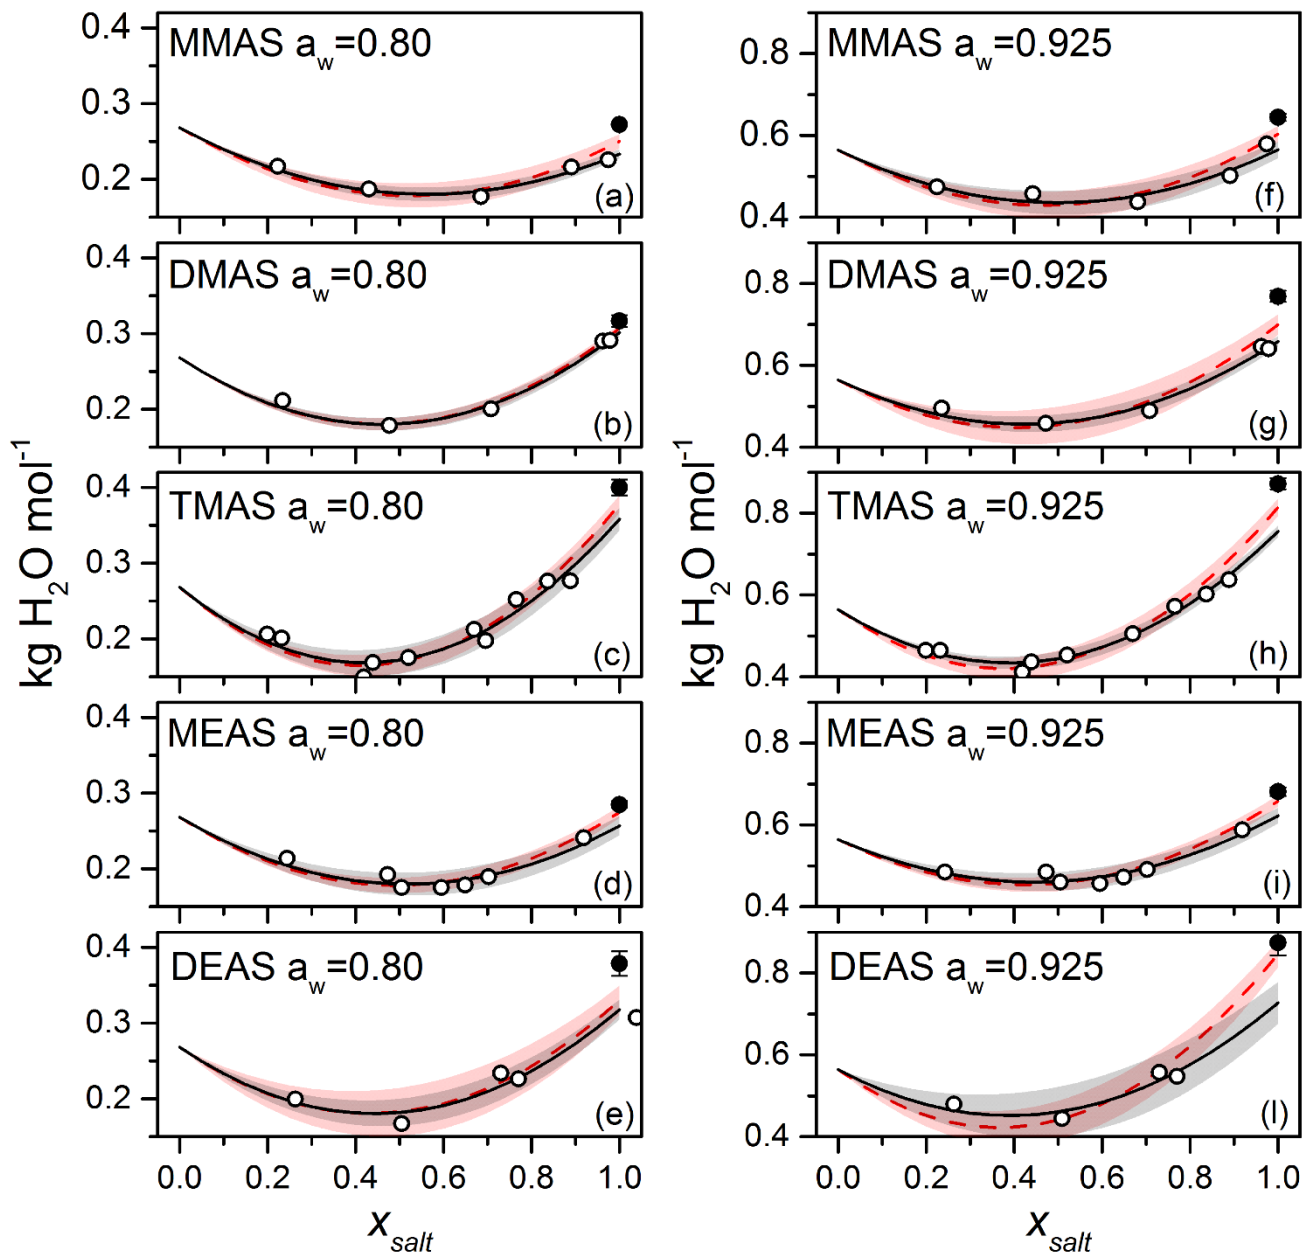 MMAS a_w=0.80
0.4
0.3
0.2
(a)
DMAS a_w=0.80
0.4
0.3
0.2
(b)
TMAS a_w=0.80
0.4
0.3
0.2
(c)
MEAS a_w=0.80
0.4
0.3
0.2
(d)
DEAS a_w=0.80
0.4
0.3
0.2
(e)
0.0 0.2 0.4 0.6 0.8 1.0
x_salt
kg H₂O mol⁻¹
MMAS a_w=0.925
0.8
0.6
0.4
(f)
DMAS a_w=0.925
0.8
0.6
0.4
(g)
TMAS a_w=0.925
0.8
0.6
0.4
(h)
MEAS a_w=0.925
0.8
0.6
0.4
(i)
DEAS a_w=0.925
0.8
0.6
0.4
(l)
0.0 0.2 0.4 0.6 0.8 1.0
x_salt
kg H₂O mol⁻¹